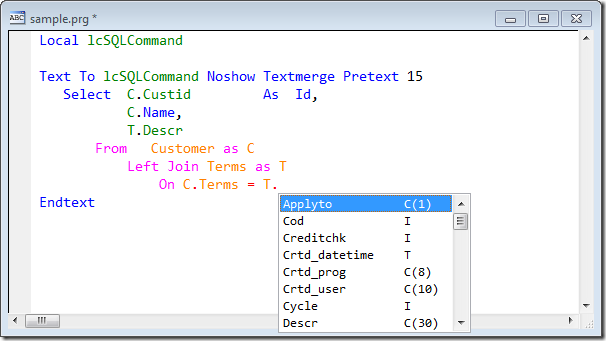 ABC sample.prg *
Local lcSQLCommand
Text To lcSQLCommand Noshow Textmerge Pretext 15
Select C.Custid As Id,
C.Name,
T.Descr
From Customer as C
Left Join Terms as T
On C.Terms = T.
Endtext
Applyto C(1)
Cod I
Creditchk I
Crtd_datetime T
Crtd_prog C(8)
Crtd_user C(10)
Cycle I
Descr C(30)